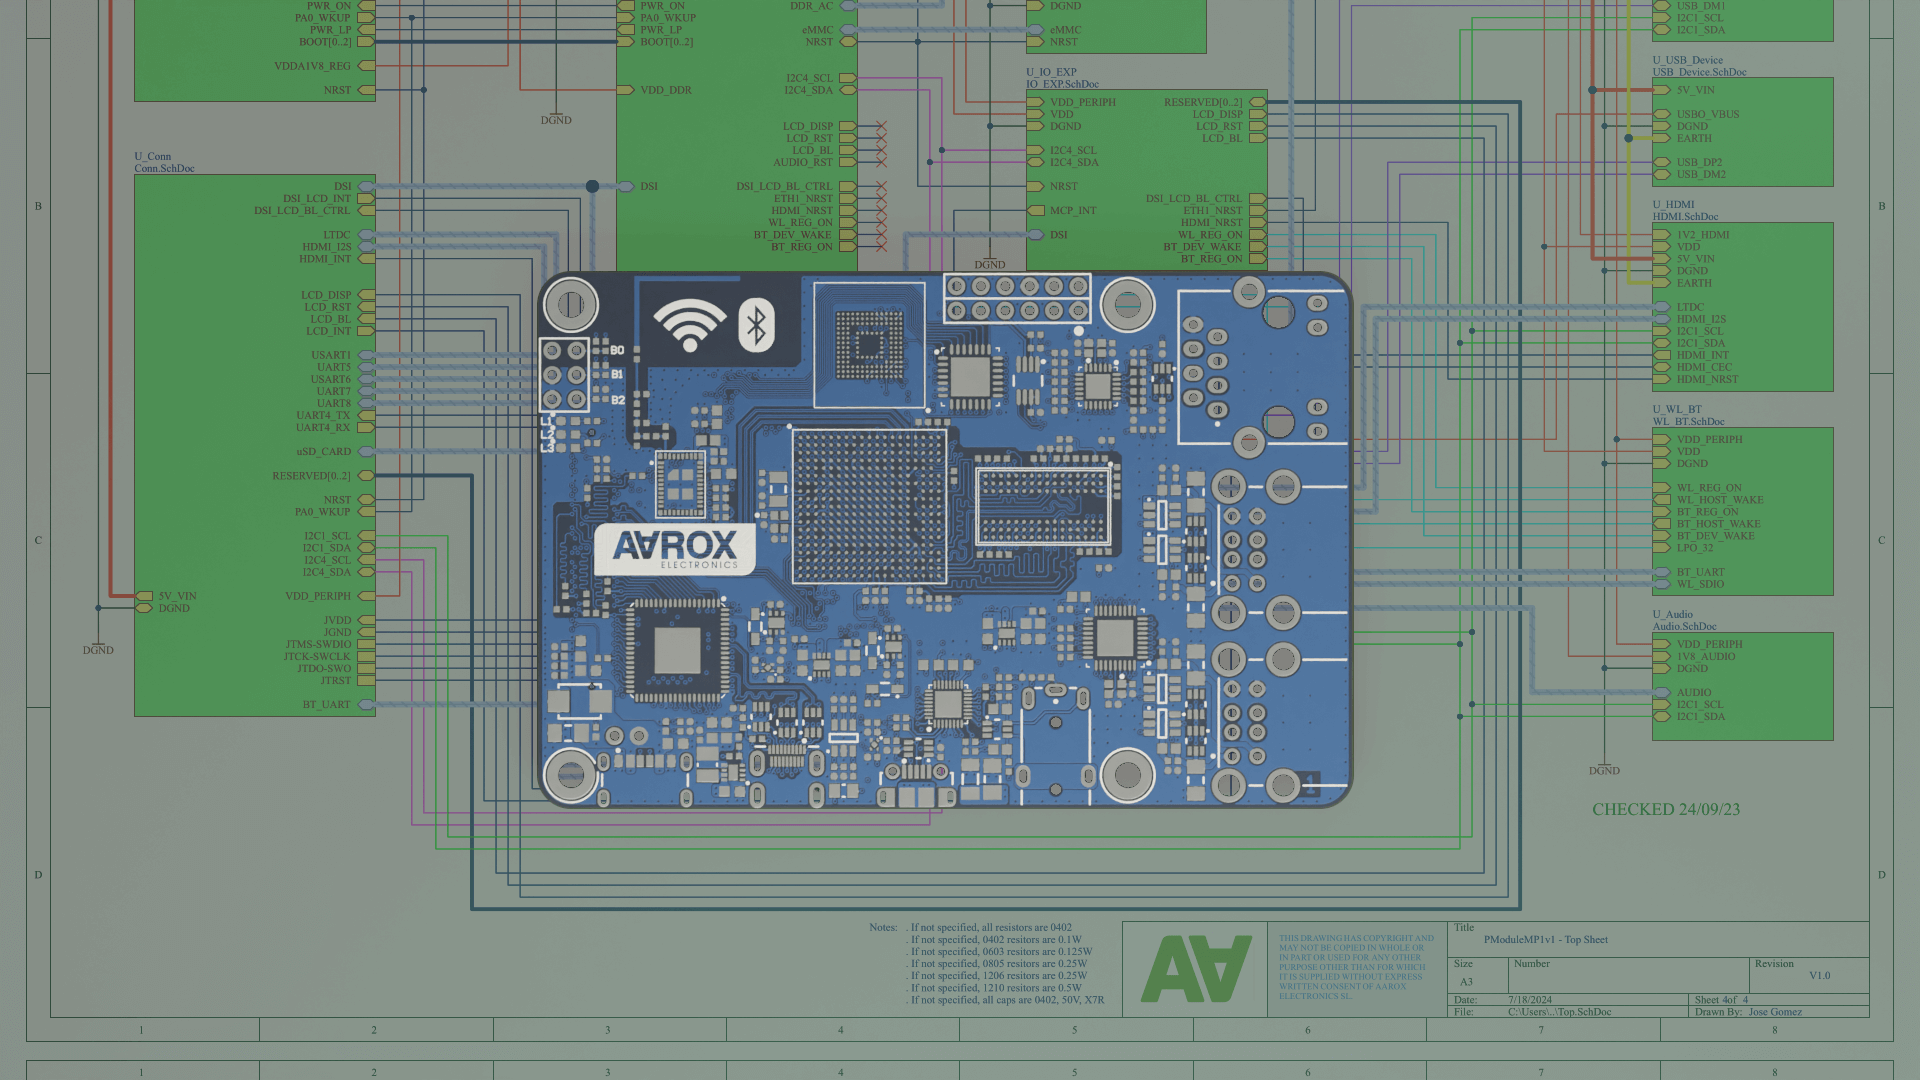 PWR_ON
PA0_WKUP
PWR_LP
BOOT[0..2]
VDDA1V8_REG
NRST
PWR_ON
PA0_WKUP
PWR_LP
BOOT[0..2]
VDD_DDR
DGND
DDR_AC
eMMC
NRST
I2C4_SCL
I2C4_SDA
LCD_DISP
LCD_RST
LCD_BL
AUDIO_RST
DSI_LCD_BL_CTRL
ETH1_NRST
HDMI_NRST
WL_REG_ON
BT_DEV_WAKE
BT_REG_ON
DSI
DGND
eMMC
NRST
U_IO_EXP
IO_EXP.SchDoc
VDD_PERIPH
VDD
DGND
I2C4_SCL
I2C4_SDA
NRST
MCP_INT
DSI
DGND
RESERVED[0..2]
LCD_DISP
LCD_RST
LCD_BL
DSI_LCD_BL_CTRL
ETH1_NRST
HDMI_NRST
WL_REG_ON
BT_DEV_WAKE
BT_REG_ON
USB_DM1
I2C1_SCL
I2C1_SDA
U_USB_Device
USB_Device.SchDoc
5V_VIN
USBO_VBUS
DGND
EARTH
USB_DP2
USB_DM2
U_HDMI
HDMI.SchDoc
1V2_HDMI
VDD
5V_VIN
DGND
EARTH
LTDC
HDMI_I2S
I2C1_SCL
I2C1_SDA
HDMI_INT
HDMI_CEC
HDMI_NRST
U_WL_BT
WL_BT.SchDoc
VDD_PERIPH
VDD
DGND
WL_REG_ON
WL_HOST_WAKE
BT_REG_ON
BT_HOST_WAKE
BT_DEV_WAKE
LPO_32
BT_UART
WL_SDIO
U_Audio
Audio.SchDoc
VDD_PERIPH
1V8_AUDIO
DGND
AUDIO
I2C1_SCL
I2C1_SDA
DGND
CHECKED 24/09/23
U_Conn
Conn.SchDoc
DSI
DSI_LCD_INT
DSI_LCD_BL_CTRL
LTDC
HDMI_I2S
HDMI_INT
LCD_DISP
LCD_RST
LCD_BL
LCD_INT
USART1
UART5
USART6
UART7
UART8
UART4_TX
UART4_RX
uSD_CARD
RESERVED[0..2]
NRST
PA0_WKUP
I2C1_SCL
I2C1_SDA
I2C4_SCL
I2C4_SDA
5V_VIN
DGND
VDD_PERIPH
JVDD
JGND
JTMS-SWDIO
JTCK-SWCLK
JTDO-SWO
JTRST
BT_UART
DGND
B0
B1
B2
L1
L2
L3
AAROX
ELECTRONICS
1
B
C
D
B
C
D
Notes: . If not specified, all resistors are 0402
. If not specified, 0402 resitors are 0.1W
. If not specified, 0603 resitors are 0.125W
. If not specified, 0805 resitors are 0.25W
. If not specified, 1206 resitors are 0.25W
. If not specified, 1210 resitors are 0.5W
. If not specified, all caps are 0402, 50V, X7R
AA
THIS DRAWING HAS COPYRIGHT AND
MAY NOT BE COPIED IN WHOLE OR
IN PART OR USED FOR ANY OTHER
PURPOSE OTHER THAN FOR WHICH
IT IS SUPPLIED WITHOUT EXPRESS
WRITTEN CONSENT OF AAROX
ELECTRONICS SL.
Title
PModuleMP1v1 - Top Sheet
Size Number Revision
A3 V1.0
Date: 7/18/2024 Sheet 4of 4
File: C:\Users\..\Top.SchDoc Drawn By: Jose Gomez
1 2 3 4 5 6 7 8
1 2 3 4 5 6 7 8